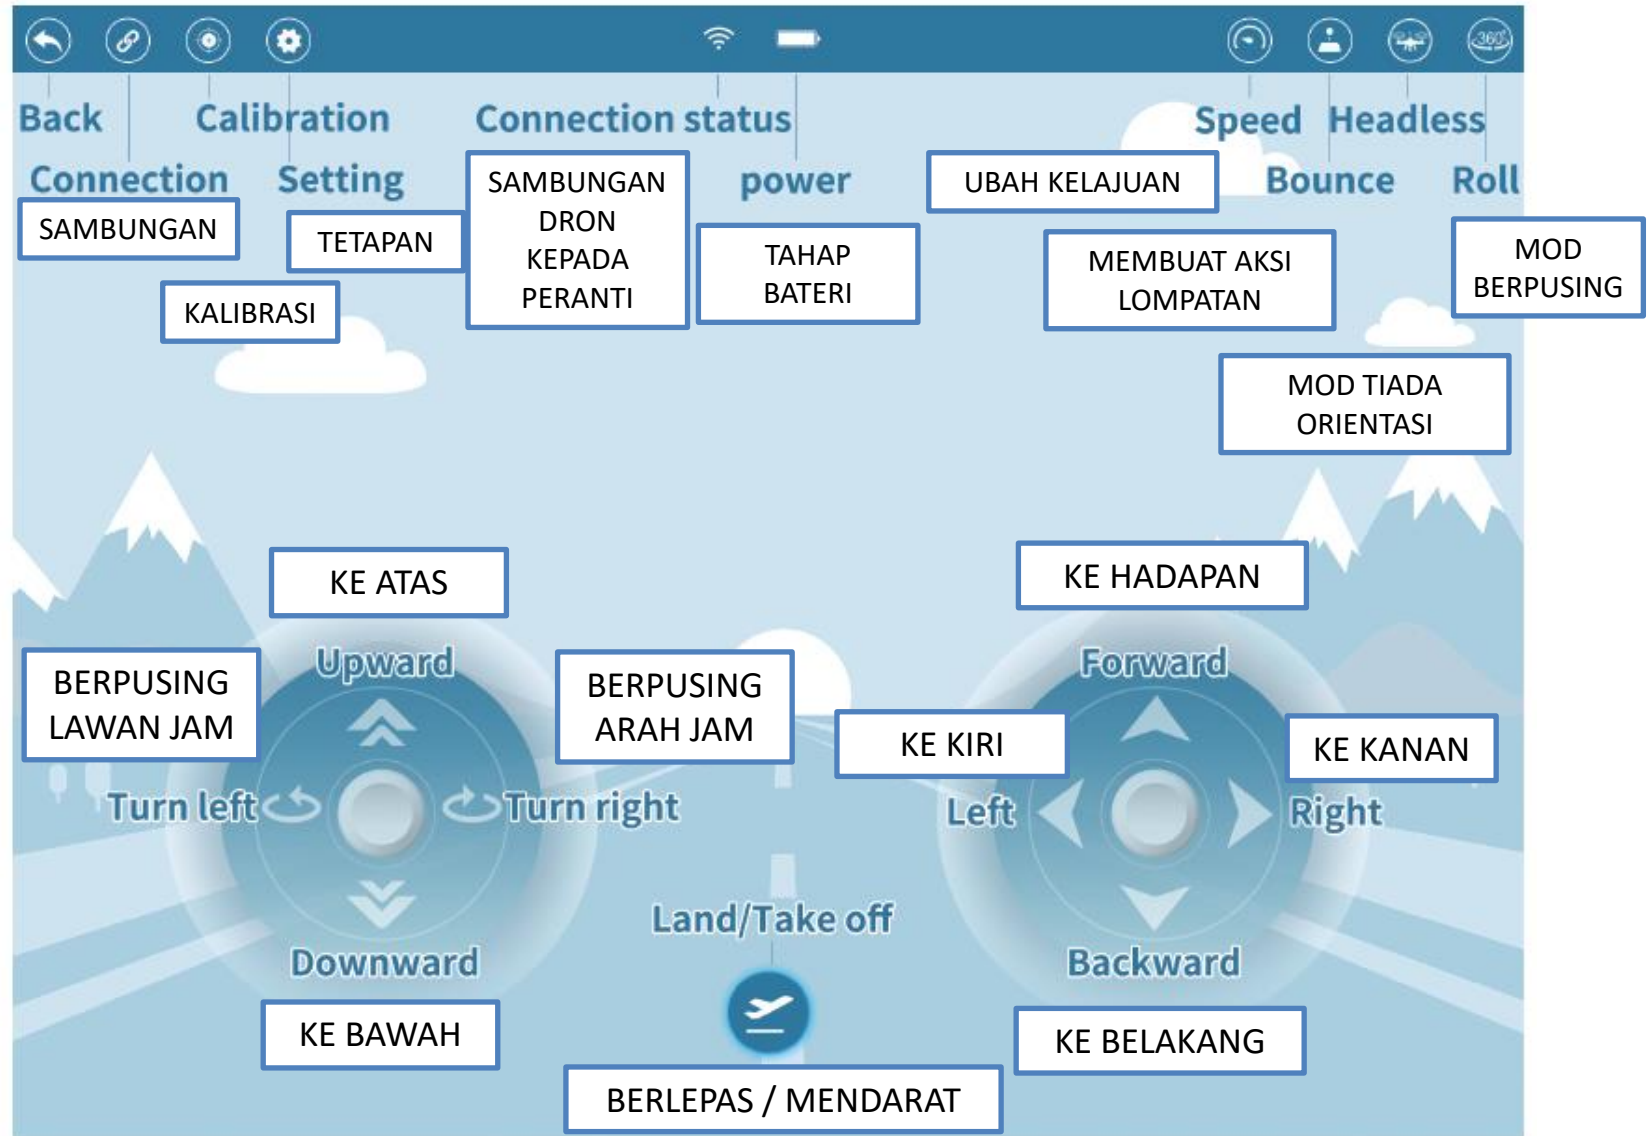 360°
Back
Calibration
Connection status
Speed
Headless
Connection
Setting
power
Bounce
Roll
SAMBUNGAN
TETAPAN
SAMBUNGAN
DRON
KEPADA
PERANTI
TAHAP
BATERI
UBAH KELAJUAN
MEMBUAT AKSI
LOMPATAN
MOD
BERPUSING
KALIBRASI
MOD TIADA
ORIENTASI
KE ATAS
KE HADAPAN
Upward
Forward
BERPUSING
LAWAN JAM
BERPUSING
ARAH JAM
KE KIRI
KE KANAN
Turn left
Turn right
Left
Right
Land/Take off
Downward
Backward
KE BAWAH
KE BELAKANG
BERLEPAS / MENDARAT